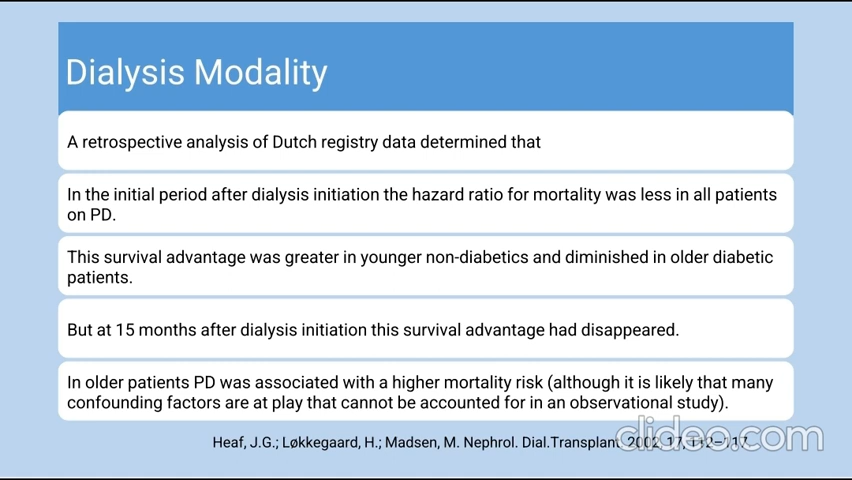 Dialysis Modality
A retrospective analysis of Dutch registry data determined that
In the initial period after dialysis initiation the hazard ratio for mortality was less in all patients
on PD.
This survival advantage was greater in younger non-diabetics and diminished in older diabetic
patients.
But at 15 months after dialysis initiation this survival advantage had disappeared.
In older patients PD was associated with a higher mortality risk (although it is likely that many
confounding factors are at play that cannot be accounted for in an observational study).
Heaf, J.G.; Løkkegaard, H.; Madsen, M. Nephrol. Dial.Transplant. 2002, 17, 112–117.
clideo.com